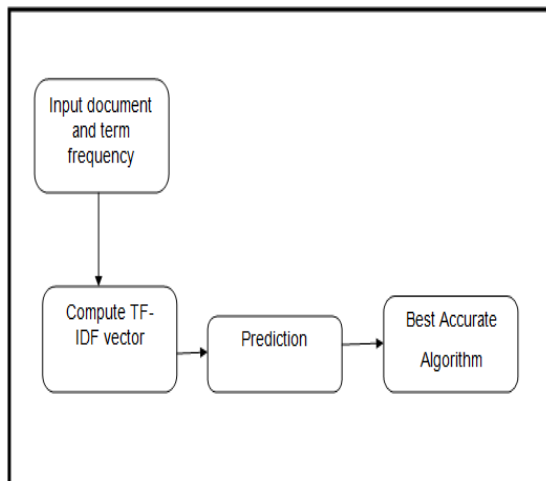 Input document
and term
frequency
Compute TF-
IDF vector
Prediction
Best Accurate
Algorithm